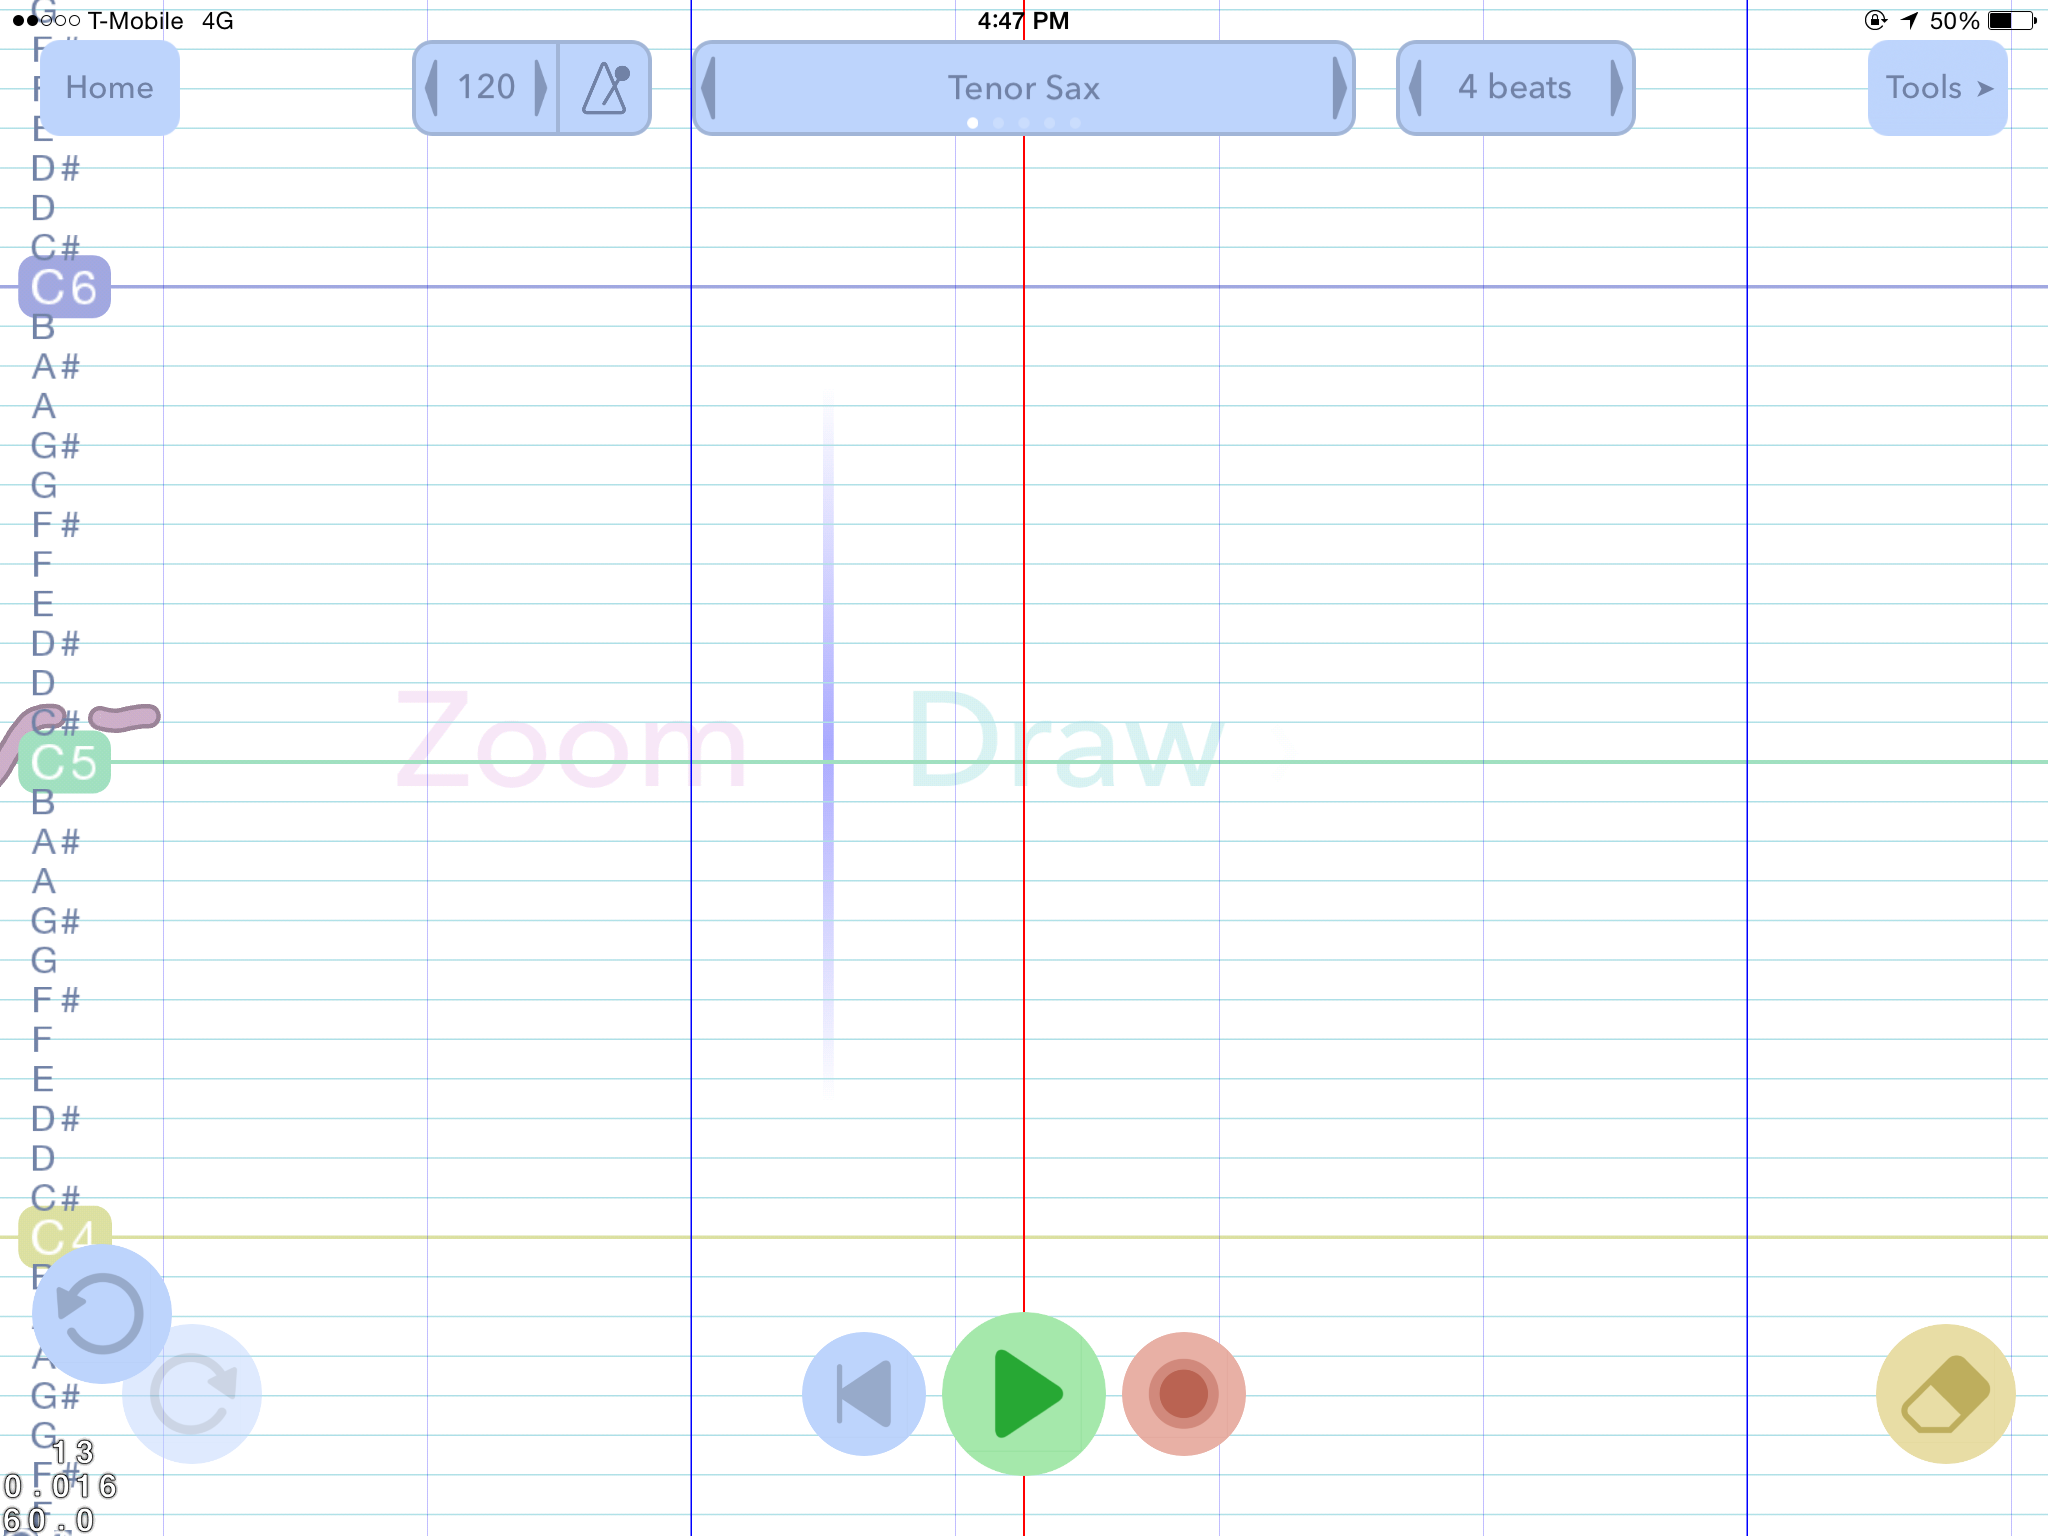 T-Mobile 4G 4:47 PM 50%
Home 120 Tenor Sax 4 beats Tools
G
F#
F
E
D#
D
C#
C6
B
A#
A
G#
G
F#
F
E
D#
D
Zoom Draw
C#
C5
B
A#
A
G#
G
F#
F
E
D#
D
C#
C4
A
G#
G
13
F#
0.016
60.0